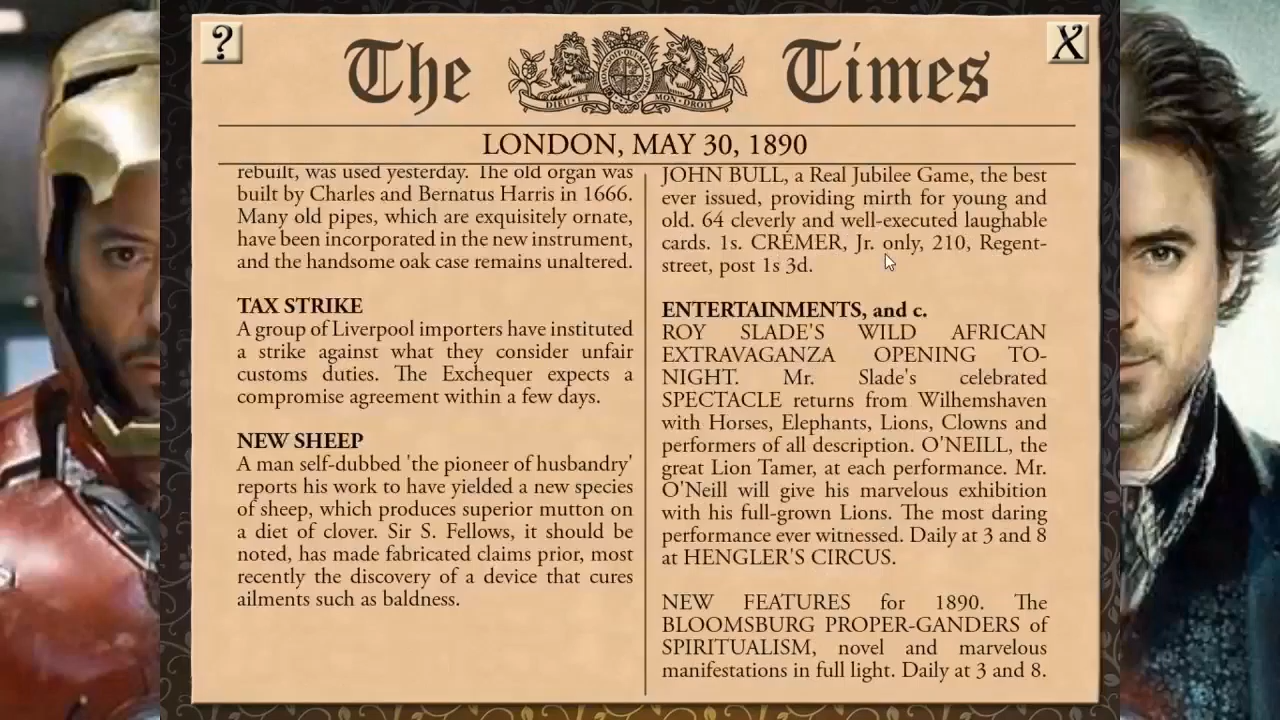 ?
The Times
X
DIEU · ET MON · DROIT
LONDON, MAY 30, 1890
rebuilt, was used yesterday. The old organ was
built by Charles and Bernatus Harris in 1666.
Many old pipes, which are exquisitely ornate,
have been incorporated in the new instrument,
and the handsome oak case remains unaltered.
TAX STRIKE
A group of Liverpool importers have instituted
a strike against what they consider unfair
customs duties. The Exchequer expects a
compromise agreement within a few days.
NEW SHEEP
A man self-dubbed 'the pioneer of husbandry'
reports his work to have yielded a new species
of sheep, which produces superior mutton on
a diet of clover. Sir S. Fellows, it should be
noted, has made fabricated claims prior, most
recently the discovery of a device that cures
ailments such as baldness.
JOHN BULL, a Real Jubilee Game, the best
ever issued, providing mirth for young and
old. 64 cleverly and well-executed laughable
cards. 1s. CREMER, Jr. only, 210, Regent-
street, post 1s 3d.
ENTERTAINMENTS, and c.
ROY SLADE'S WILD AFRICAN
EXTRAVAGANZA OPENING TO-
NIGHT. Mr. Slade's celebrated
SPECTACLE returns from Wilhemshaven
with Horses, Elephants, Lions, Clowns and
performers of all description. O'NEILL, the
great Lion Tamer, at each performance. Mr.
O'Neill will give his marvelous exhibition
with his full-grown Lions. The most daring
performance ever witnessed. Daily at 3 and 8
at HENGLER'S CIRCUS.
NEW FEATURES for 1890. The
BLOOMSBURG PROPER-GANDERS of
SPIRITUALISM, novel and marvelous
manifestations in full light. Daily at 3 and 8.